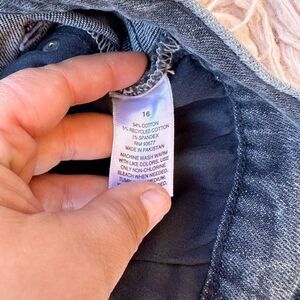 16
94% COTTON
5% RECYCLED COTTON
1% SPANDEX
RN# 93677
MADE IN PAKISTAN
MACHINE WASH WARM
WITH LIKE COLORS. USE
ONLY NON-CHLORINE
BLEACH WHEN NEEDED.
TUMBLE